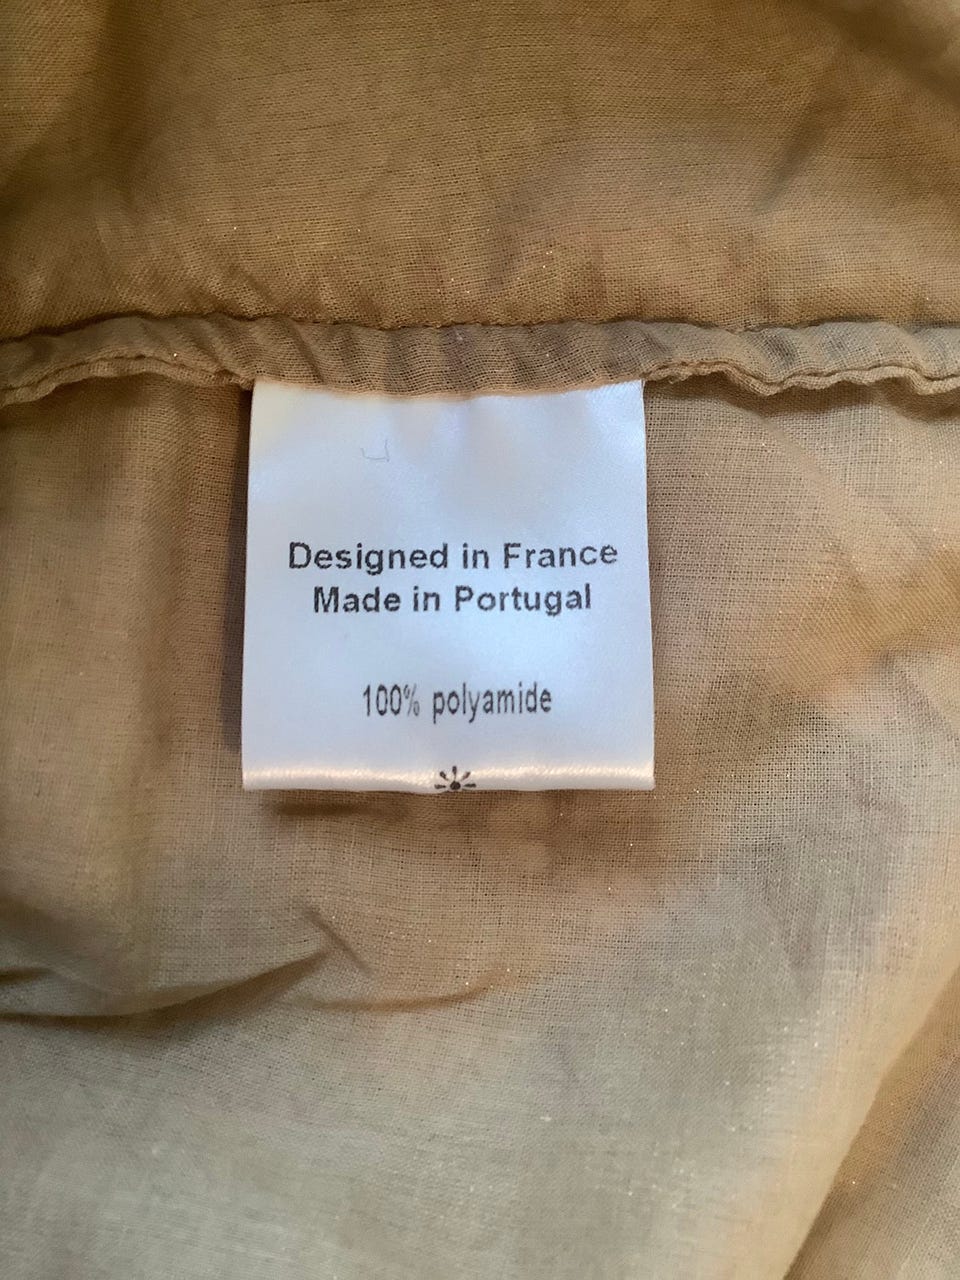 Designed in France
Made in Portugal
100% polyamide